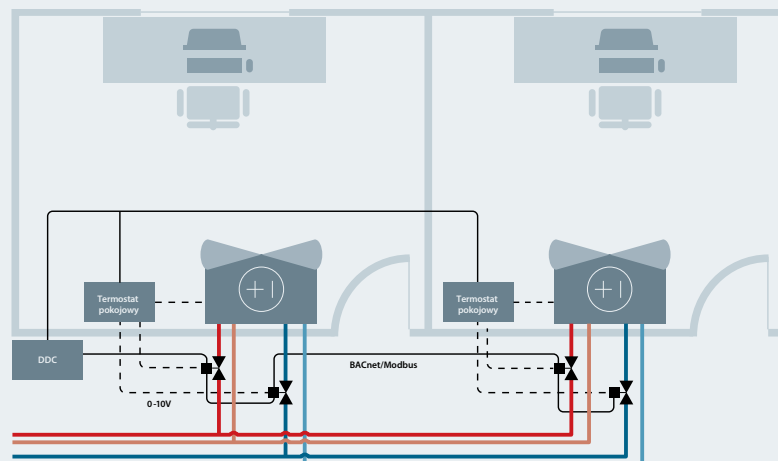 Termostat
pokojowy
Termostat
pokojowy
DDC
BACnet/Modbus
0-10V